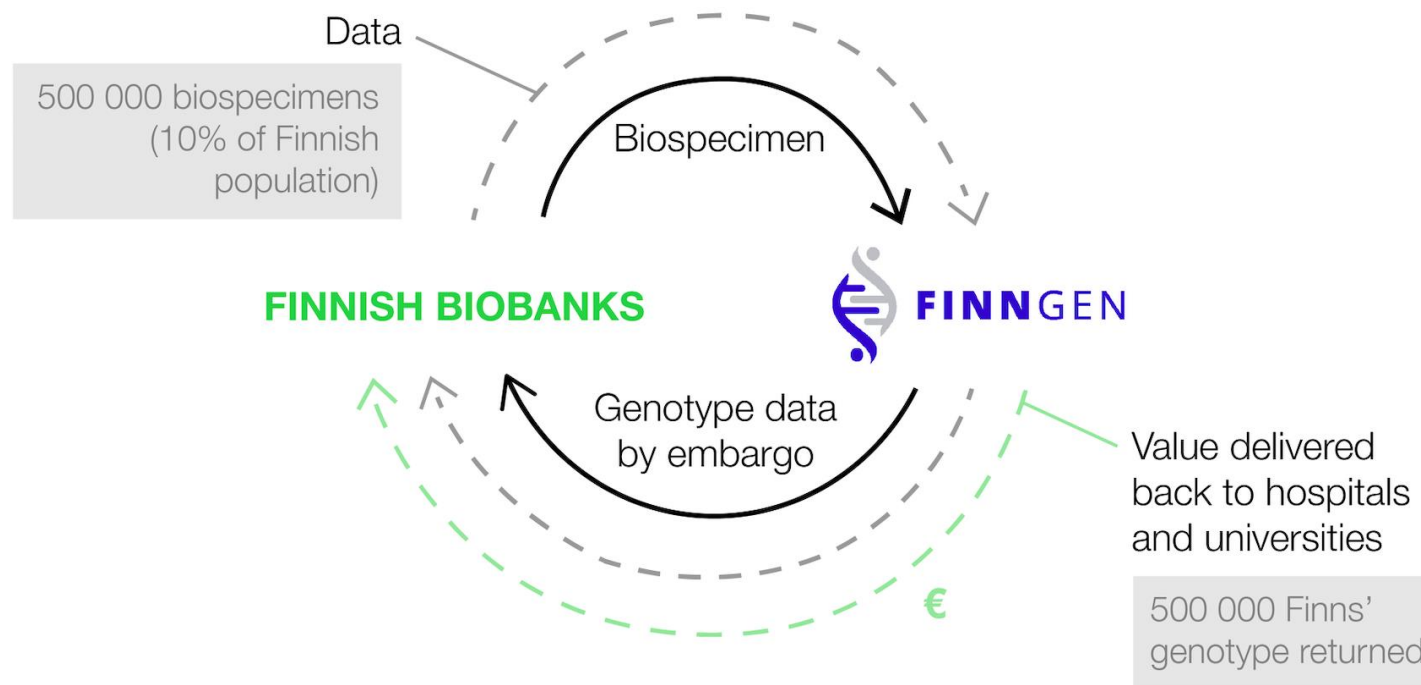 Data
500 000 biospecimens
(10% of Finnish
population)
Biospecimen
FINNISH BIOBANKS
FINNGEN
Genotype data
by embargo
Value delivered
back to hospitals
and universities
€
500 000 Finns’
genotype returned